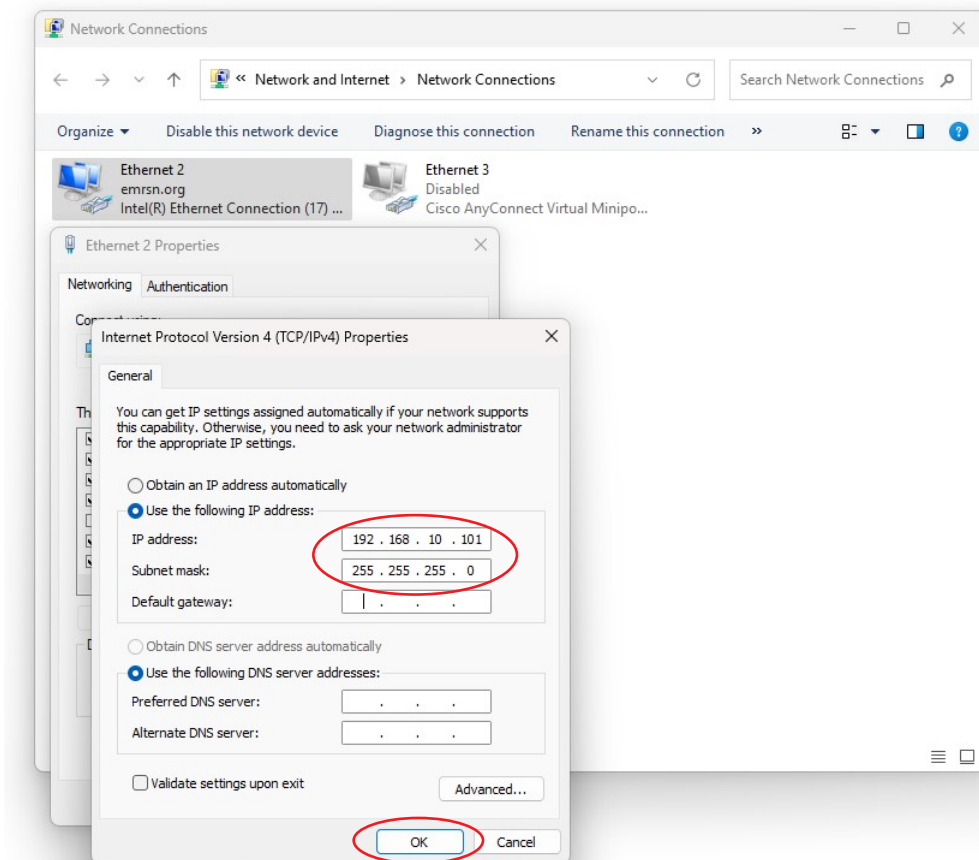 Network Connections
« Network and Internet > Network Connections
Search Network Connections
Organize Disable this network device Diagnose this connection Rename this connection »
Ethernet 2
emrsn.org
Intel(R) Ethernet Connection (17) ...
Ethernet 3
Disabled
Cisco AnyConnect Virtual Minipo...
Ethernet 2 Properties
Networking Authentication
Internet Protocol Version 4 (TCP/IPv4) Properties
General
You can get IP settings assigned automatically if your network supports
this capability. Otherwise, you need to ask your network administrator
for the appropriate IP settings.
Obtain an IP address automatically
Use the following IP address:
IP address: 192 . 168 . 10 . 101
Subnet mask: 255 . 255 . 255 . 0
Default gateway: . . .
Obtain DNS server address automatically
Use the following DNS server addresses:
Preferred DNS server: . . .
Alternate DNS server: . . .
Validate settings upon exit
Advanced...
OK Cancel